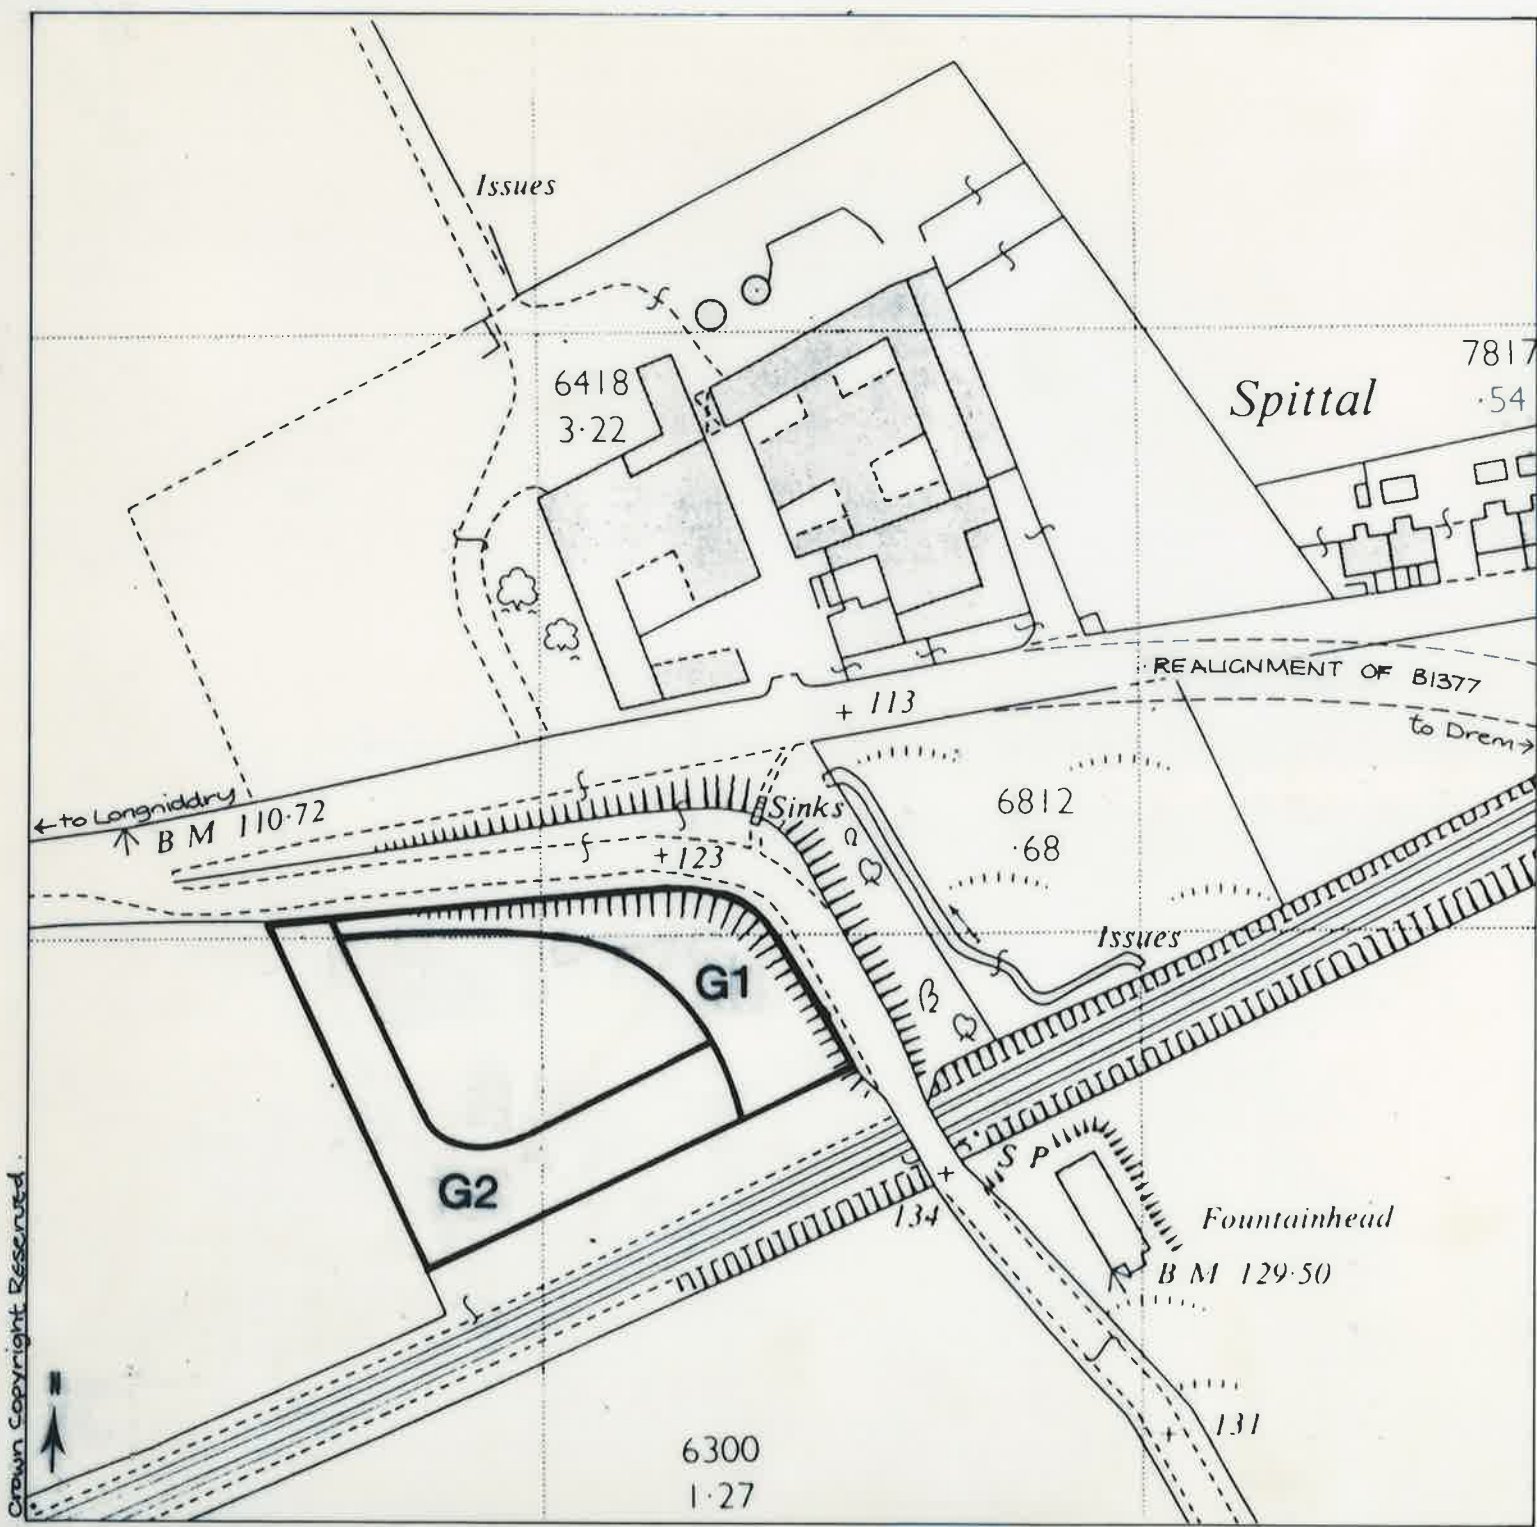 Issues
6418
3·22
7817
·54
Spittal
REALIGNMENT OF B1377
+ 113
to Drem→
←to Longniddry
B M 110·72
Sinks
6812
·68
+123
Issues
G1
G2
S P
134
Fountainhead
B M 129·50
131
6300
1·27
N
Crown Copyright Reserved.